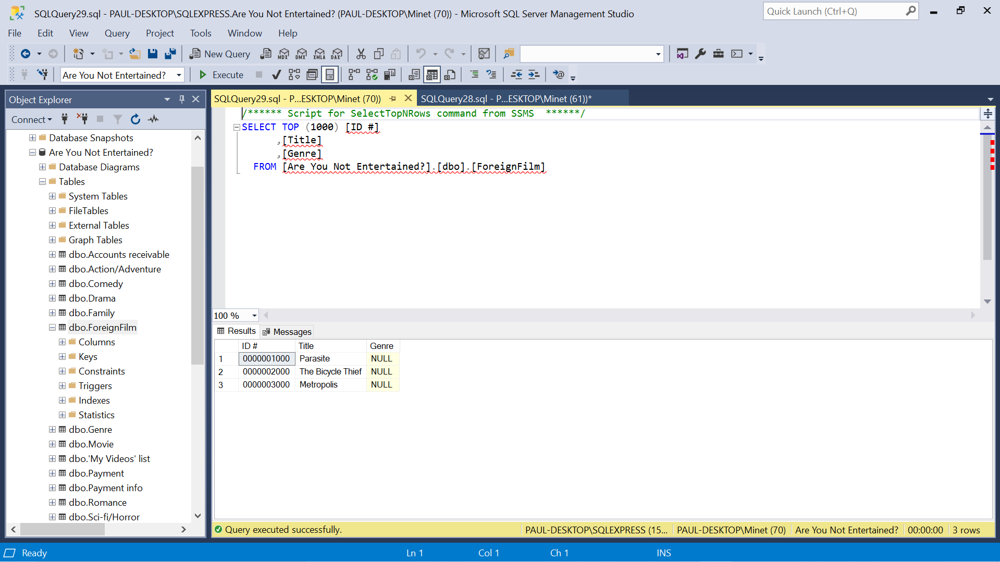 SQLQuery29.sql - PAUL-DESKTOP\SQLEXPRESS.Are You Not Entertained? (PAUL-DESKTOP\Minet (70)) - Microsoft SQL Server Management Studio
Quick Launch (Ctrl+Q)
File Edit View Query Project Tools Window Help
New Query MDX DMX XMLA DAX
Are You Not Entertained? Execute
Object Explorer
Connect
Database Snapshots
Are You Not Entertained?
Database Diagrams
Tables
System Tables
FileTables
External Tables
Graph Tables
dbo.Accounts receivable
dbo.Action/Adventure
dbo.Comedy
dbo.Drama
dbo.Family
dbo.ForeignFilm
Columns
Keys
Constraints
Triggers
Indexes
Statistics
dbo.Genre
dbo.Movie
dbo.'My Videos' list
dbo.Payment
dbo.Payment info
dbo.Romance
dbo.Sci-fi/Horror
SQLQuery29.sql - P...ESKTOP\Minet (70)) SQLQuery28.sql - P...ESKTOP\Minet (61))*
/****** Script for SelectTopNRows command from SSMS ******/
SELECT TOP (1000) [ID #]
,[Title]
,[Genre]
FROM [Are You Not Entertained?].[dbo].[ForeignFilm]
100 %
Results Messages
ID # Title Genre
1 0000001000 Parasite NULL
2 0000002000 The Bicycle Thief NULL
3 0000003000 Metropolis NULL
Query executed successfully. PAUL-DESKTOP\SQLEXPRESS (15... PAUL-DESKTOP\Minet (70) Are You Not Entertained? 00:00:00 3 rows
Ready Ln 1 Col 1 Ch 1 INS